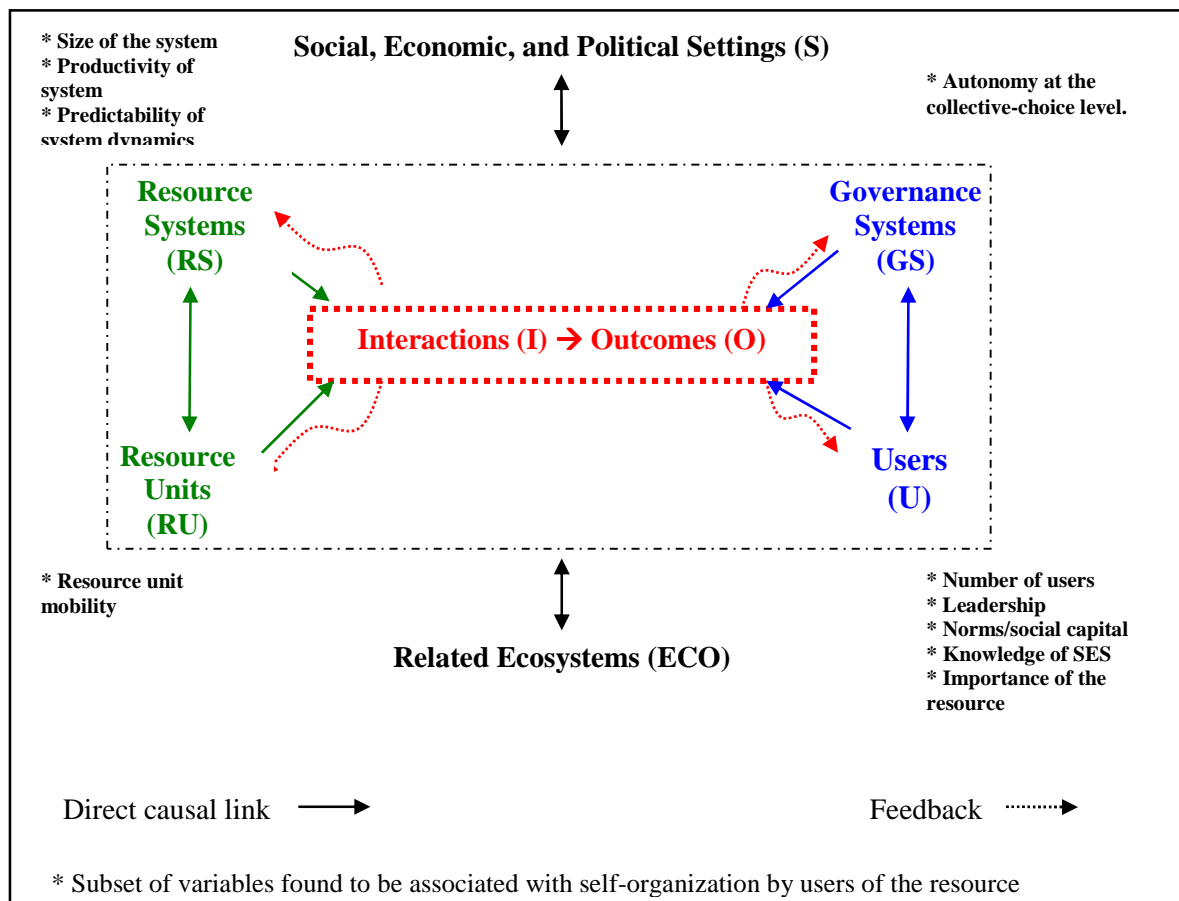 * Size of the system
* Productivity of
system
* Predictability of
system dynamics
Social, Economic, and Political Settings (S)
* Autonomy at the
collective-choice level.
Resource
Systems
(RS)
Governance
Systems
(GS)
Interactions (I) → Outcomes (O)
Resource
Units
(RU)
Users
(U)
* Resource unit
mobility
Related Ecosystems (ECO)
* Number of users
* Leadership
* Norms/social capital
* Knowledge of SES
* Importance of the
resource
Direct causal link
Feedback
* Subset of variables found to be associated with self-organization by users of the resource